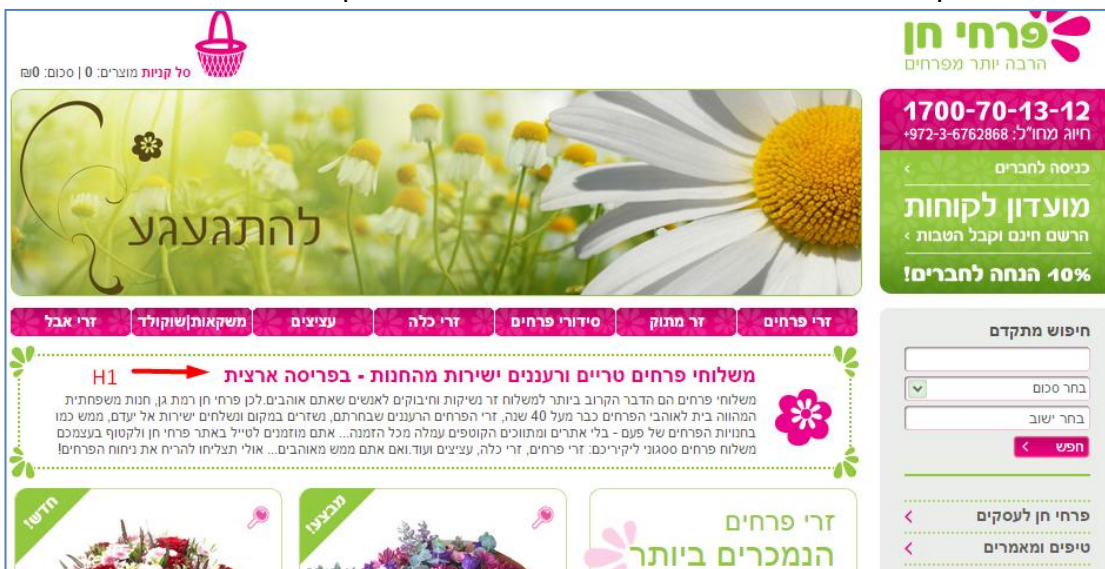 פרחי חן
הרבה יותר מפרחים
סל קניות מוצרים: 0 | סכום: 0₪
1700-70-13-12
חיוג מחו"ל: 972-3-6762868+
כניסה לחברים >
מועדון לקוחות
הרשם חינם וקבל הטבות >
10% הנחה לחברים!
להתגעגע
זרי פרחים
זר מתוק
סידורי פרחים
זרי כלה
עציצים
משקאות|שוקולד
זרי אבל
חיפוש מתקדם
בחר סכום
בחר ישוב
חפש >
פרחי חן לעסקים
טיפים ומאמרים
משלוחי פרחים טריים ורעננים ישירות מהחנות - בפריסה ארצית
H1
משלוחי פרחים הם הדבר הקרוב ביותר למשלוח זר נשיקות וחיבוקים לאנשים שאתם אוהבים.לכן פרחי חן רמת גן, חנות משפחתית
המהווה בית לאוהבי הפרחים כבר מעל 40 שנה, זרי הפרחים הרעננים שבחרתם, נשזרים במקום ונשלחים ישירות אל יעדם, ממש כמו
בחנויות הפרחים של פעם - בלי אתרים ומתווכים הקוטפים עמלה מכל הזמנה... אתם מוזמנים לטייל באתר פרחי חן ולקטוף בעצמכם
משלוח פרחים ססגוני ליקיריכם: זרי פרחים, זרי כלה, עציצים ועוד.ואם אתם ממש מאוהבים... אולי תצליחו להריח את ניחוח הפרחים!
זרי פרחים
הנמכרים ביותר
מבצע!
חדש!